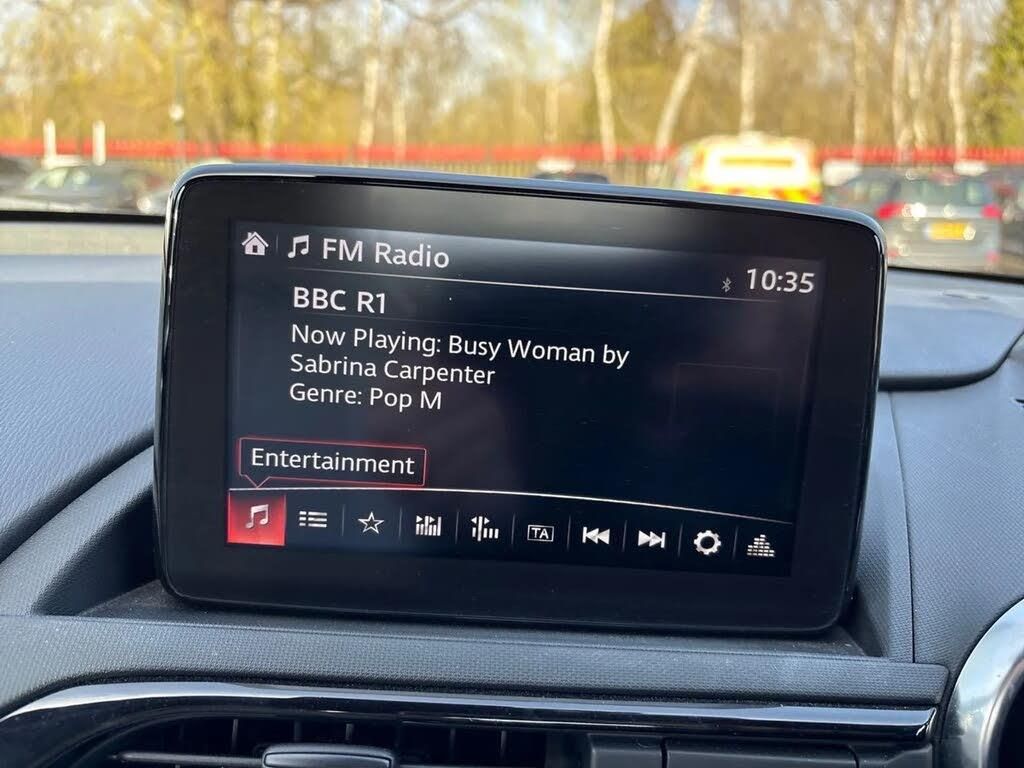 FM Radio
10:35
BBC R1
Now Playing: Busy Woman by
Sabrina Carpenter
Genre: Pop M
Entertainment
TA